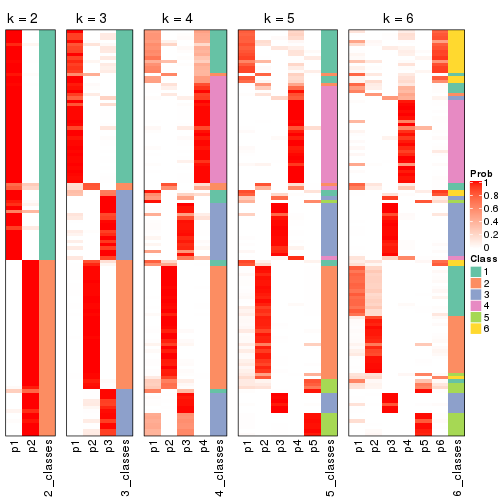 k = 2
k = 3
k = 4
k = 5
k = 6
Prob
1
0.8
0.6
0.4
0.2
0
Class
1
2
3
4
5
6
p1
p2
2_classes
p1
p2
p3
3_classes
p1
p2
p3
p4
4_classes
p1
p2
p3
p4
p5
5_classes
p1
p2
p3
p4
p5
p6
6_classes